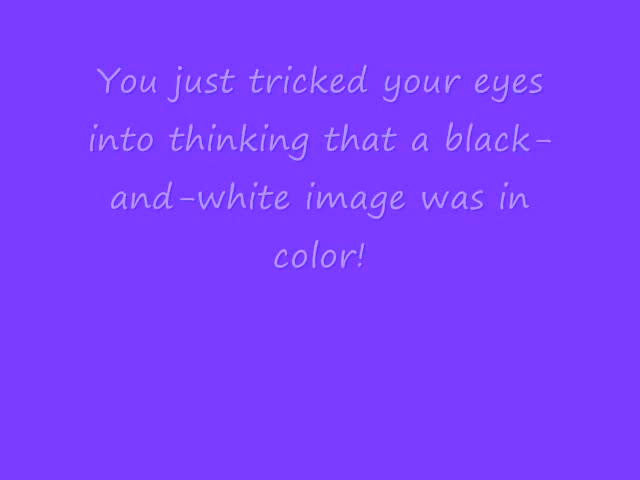 You just tricked your eyes
into thinking that a black-
and-white image was in
color!